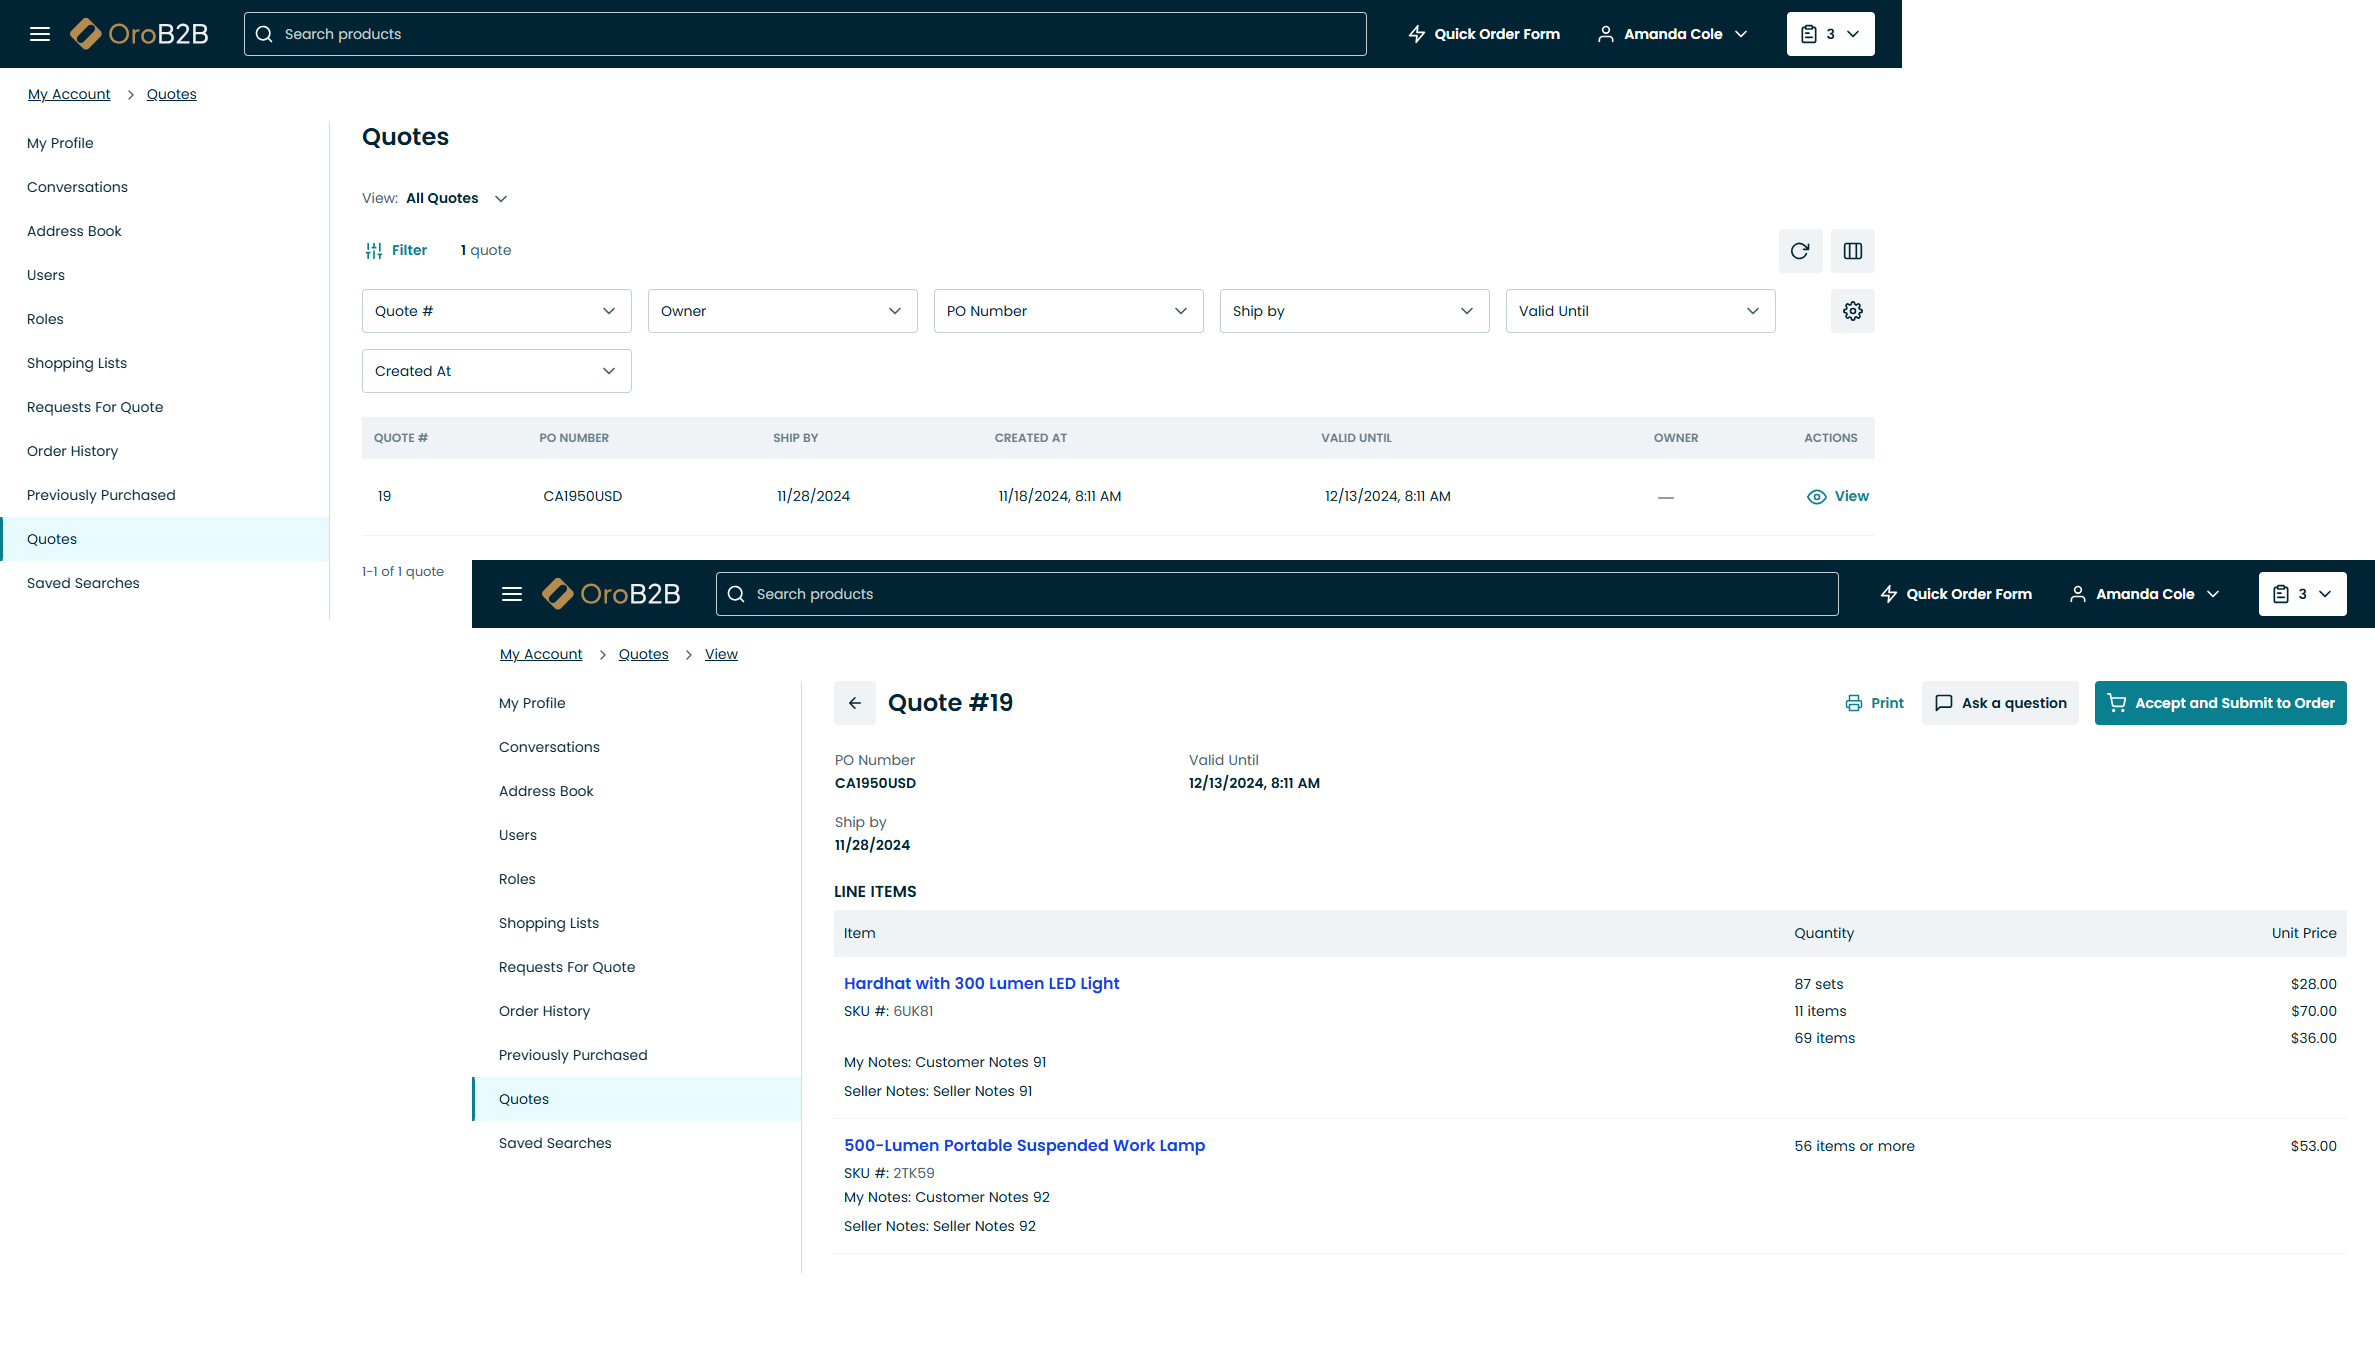 OroB2B Search products Quick Order Form Amanda Cole 3
My Account Quotes
My Profile
Conversations
Address Book
Users
Roles
Shopping Lists
Requests For Quote
Order History
Previously Purchased
Quotes
Saved Searches
Quotes
View: All Quotes
Filter 1 quote
Quote # Owner PO Number Ship by Valid Until
Created At
QUOTE # PO NUMBER SHIP BY CREATED AT VALID UNTIL OWNER ACTIONS
19 CA1950USD 11/28/2024 11/18/2024, 8:11 AM 12/13/2024, 8:11 AM — View
1-1 of 1 quote
OroB2B Search products Quick Order Form Amanda Cole 3
My Account Quotes View
My Profile
Conversations
Address Book
Users
Roles
Shopping Lists
Requests For Quote
Order History
Previously Purchased
Quotes
Saved Searches
Quote #19 Print Ask a question Accept and Submit to Order
PO Number Valid Until
CA1950USD 12/13/2024, 8:11 AM
Ship by
11/28/2024
LINE ITEMS
Item Quantity Unit Price
Hardhat with 300 Lumen LED Light 87 sets $28.00
SKU #: 6UK81 11 items $70.00
69 items $36.00
My Notes: Customer Notes 91
Seller Notes: Seller Notes 91
500-Lumen Portable Suspended Work Lamp 56 items or more $53.00
SKU #: 2TK59
My Notes: Customer Notes 92
Seller Notes: Seller Notes 92